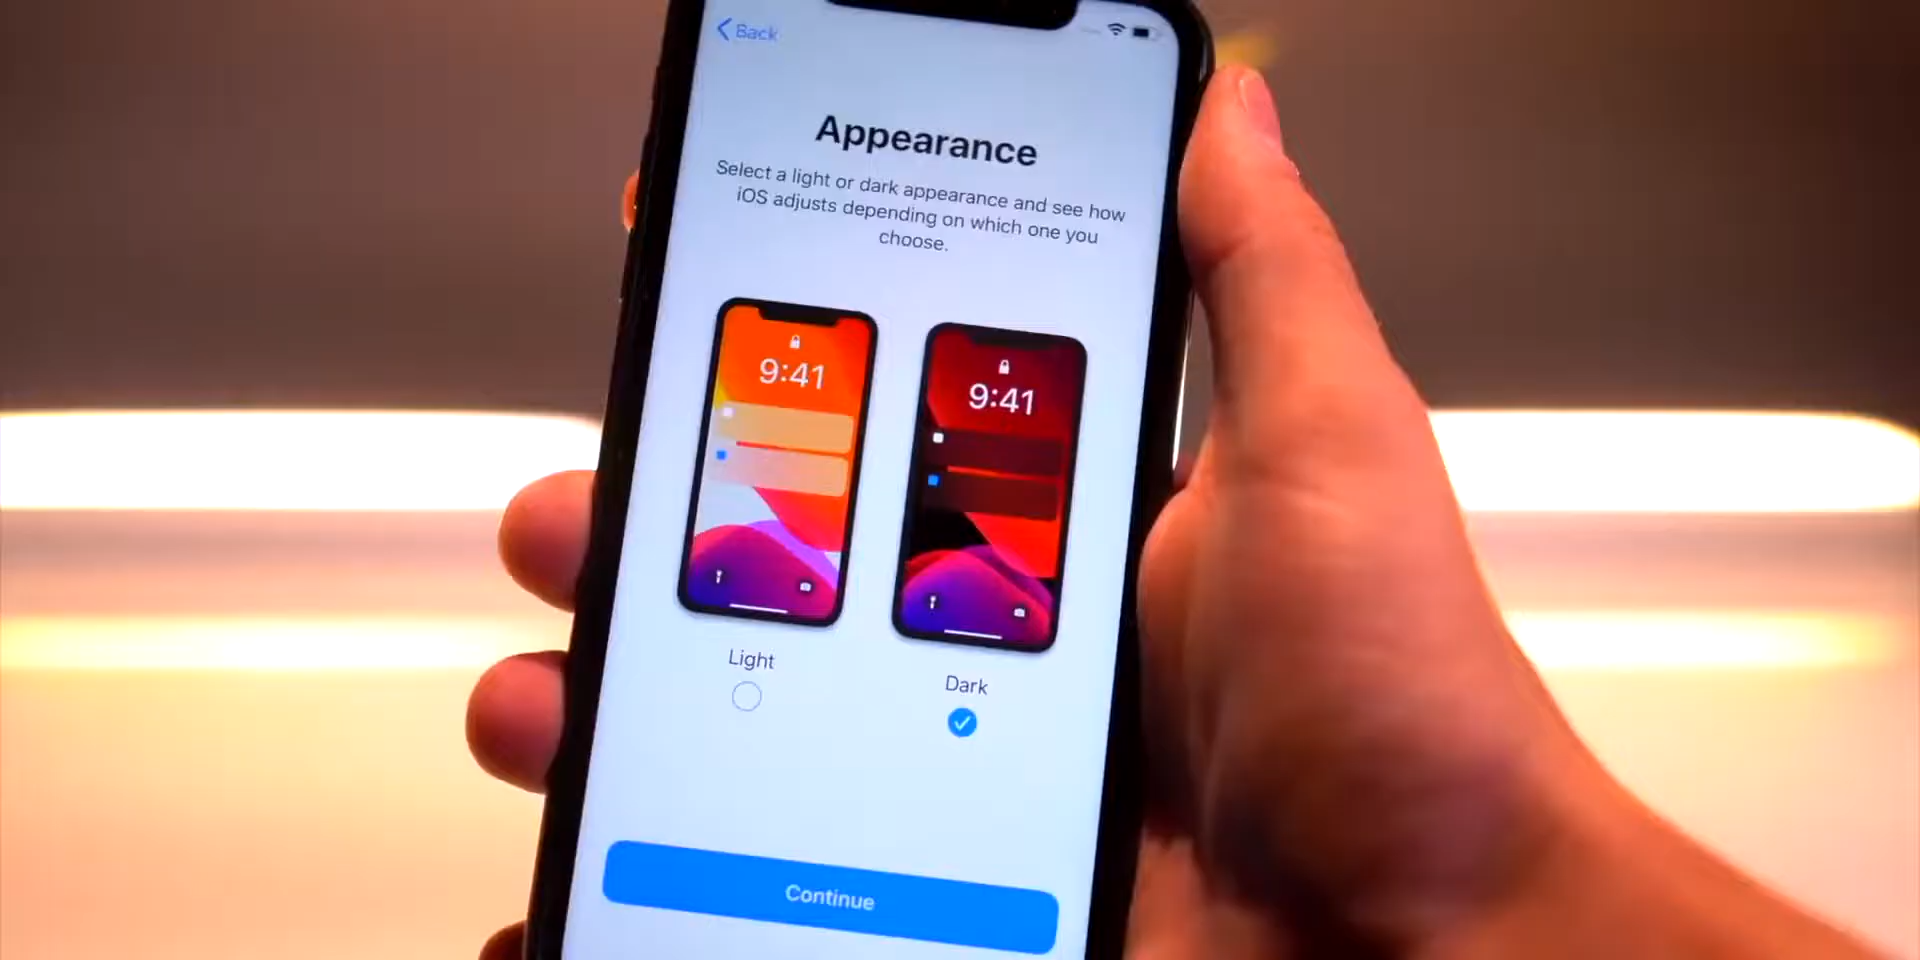 Back
Appearance
Select a light or dark appearance and see how
iOS adjusts depending on which one you
choose.
9:41
9:41
Light
Dark
Continue